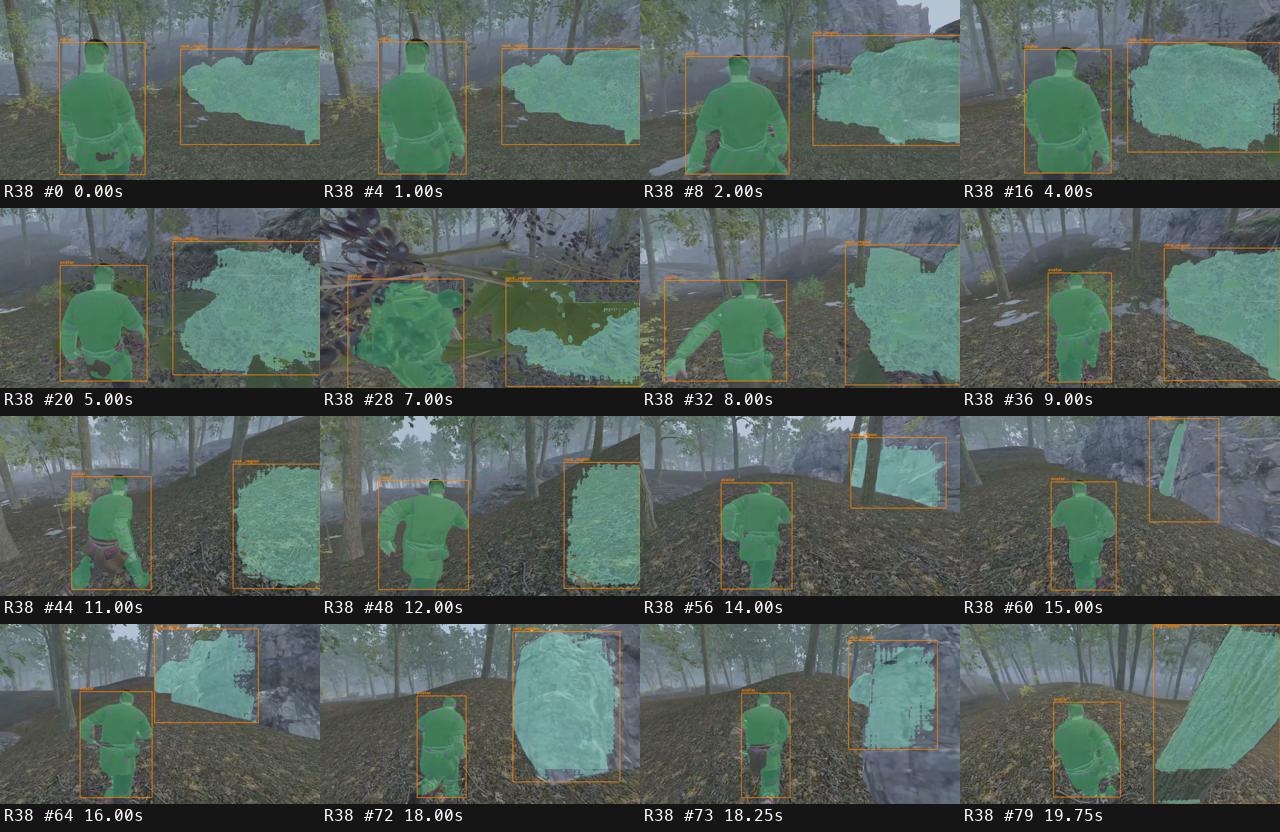 R38 #0 0.00s
R38 #4 1.00s
R38 #8 2.00s
R38 #16 4.00s
R38 #20 5.00s
R38 #28 7.00s
R38 #32 8.00s
R38 #36 9.00s
R38 #44 11.00s
R38 #48 12.00s
R38 #56 14.00s
R38 #60 15.00s
R38 #64 16.00s
R38 #72 18.00s
R38 #73 18.25s
R38 #79 19.75s